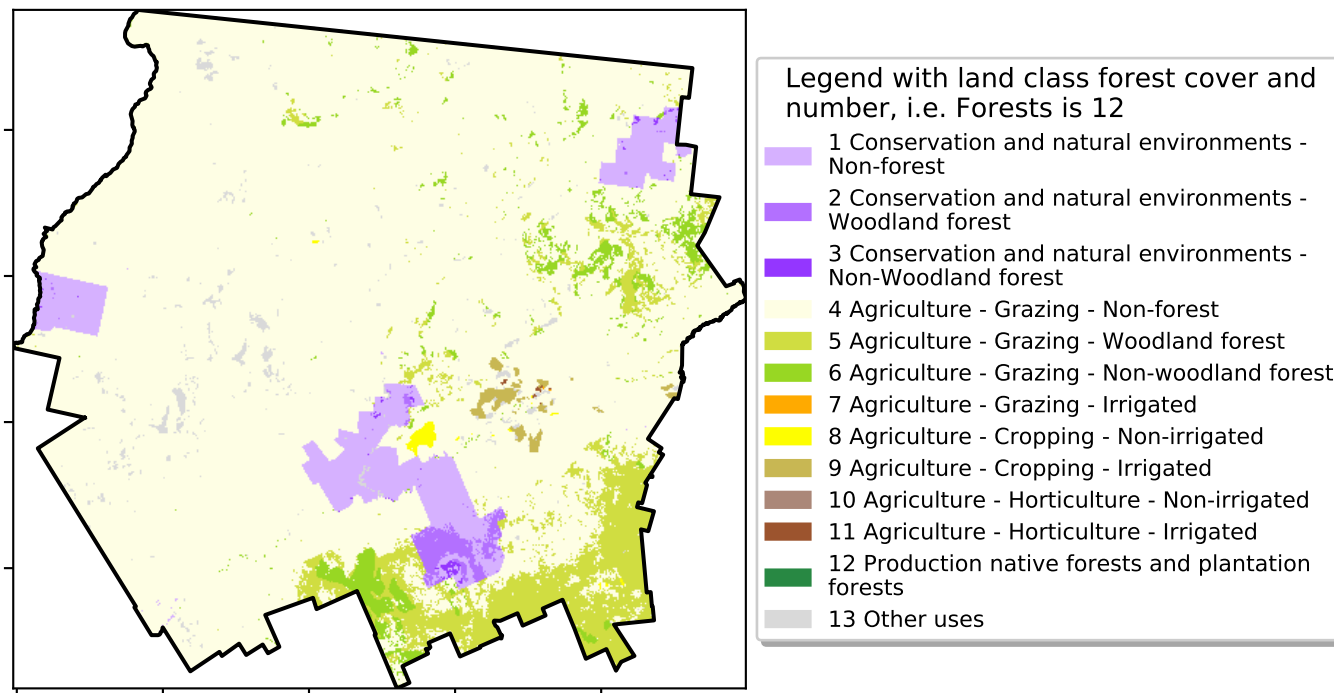 Legend with land class forest cover and
number, i.e. Forests is 12
1 Conservation and natural environments -
Non-forest
2 Conservation and natural environments -
Woodland forest
3 Conservation and natural environments -
Non-Woodland forest
4 Agriculture - Grazing - Non-forest
5 Agriculture - Grazing - Woodland forest
6 Agriculture - Grazing - Non-woodland forest
7 Agriculture - Grazing - Irrigated
8 Agriculture - Cropping - Non-irrigated
9 Agriculture - Cropping - Irrigated
10 Agriculture - Horticulture - Non-irrigated
11 Agriculture - Horticulture - Irrigated
12 Production native forests and plantation
forests
13 Other uses